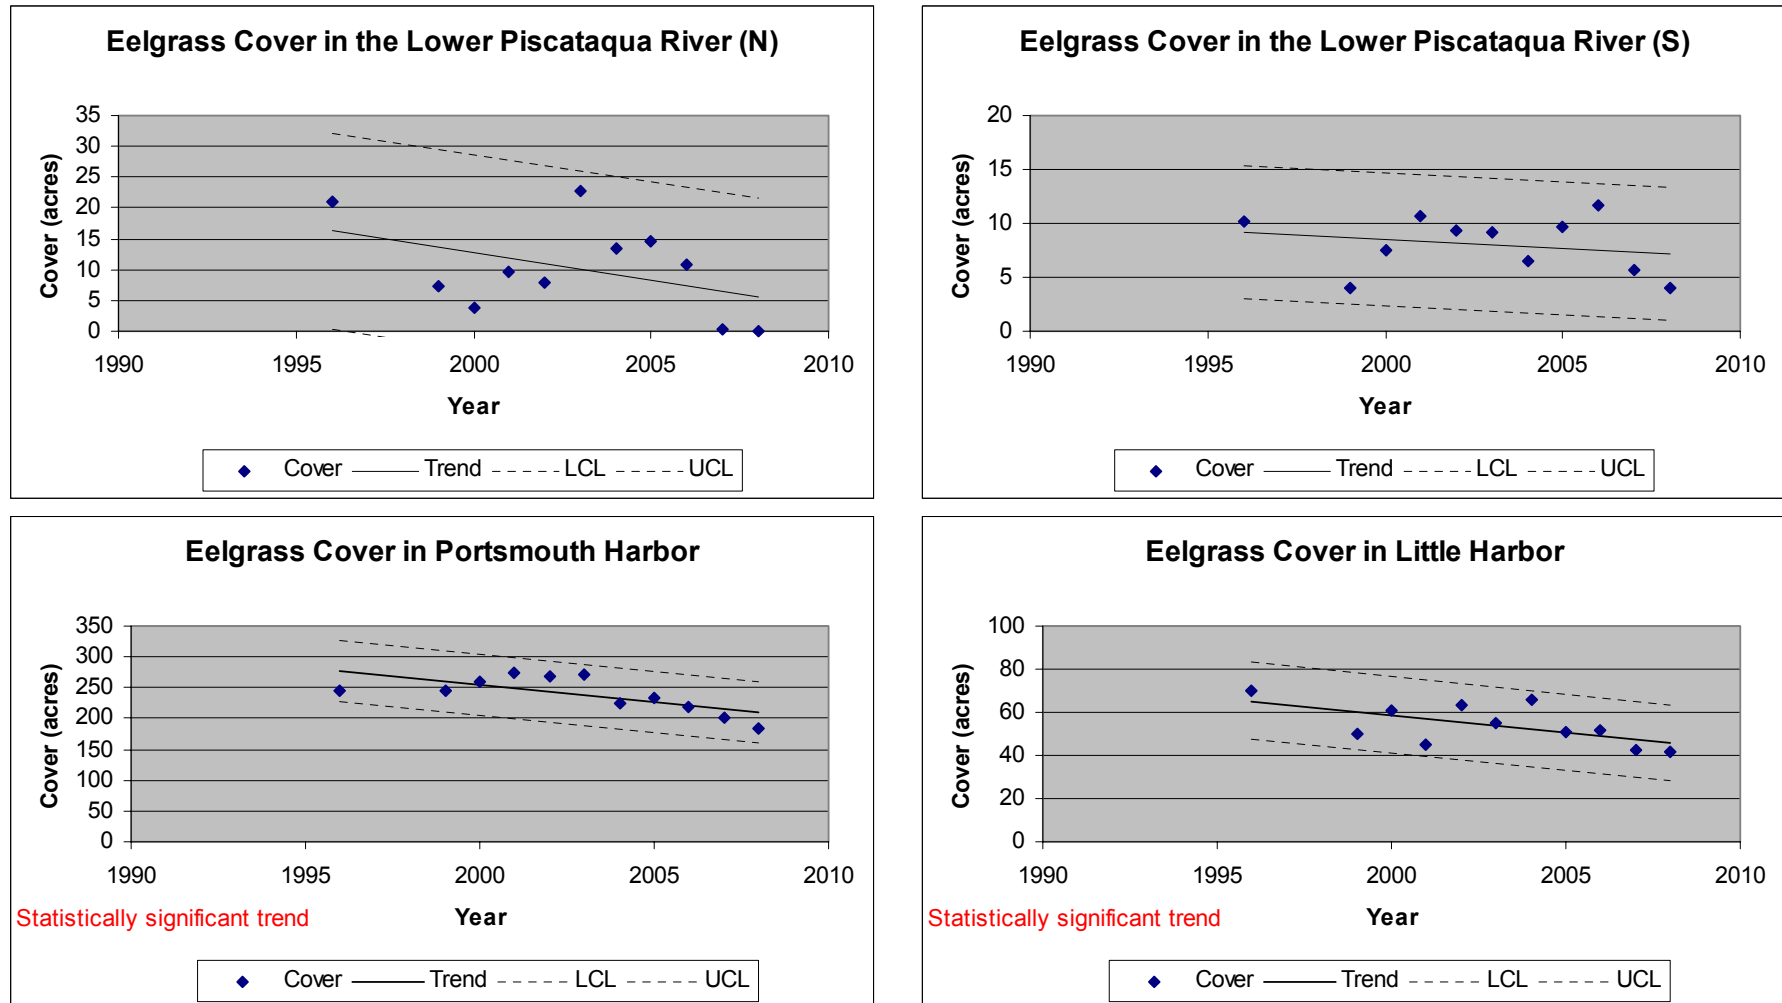 Eelgrass Cover in the Lower Piscataqua River (N)
35
30
25
20
15
10
5
0
Cover (acres)
1990 1995 2000 2005 2010
Year
Cover Trend LCL UCL
Eelgrass Cover in the Lower Piscataqua River (S)
20
15
10
5
0
Cover (acres)
1990 1995 2000 2005 2010
Year
Cover Trend LCL UCL
Eelgrass Cover in Portsmouth Harbor
350
300
250
200
150
100
50
0
Cover (acres)
1990 1995 2000 2005 2010
Statistically significant trend
Year
Cover Trend LCL UCL
Eelgrass Cover in Little Harbor
100
80
60
40
20
0
Cover (acres)
1990 1995 2000 2005 2010
Statistically significant trend
Year
Cover Trend LCL UCL